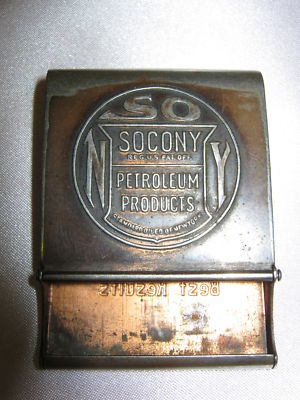 SO
N Y
SOCONY
REG.U.S.PAT.OFF.
PETROLEUM
PRODUCTS
STANDARD OIL CO. OF NEW YORK